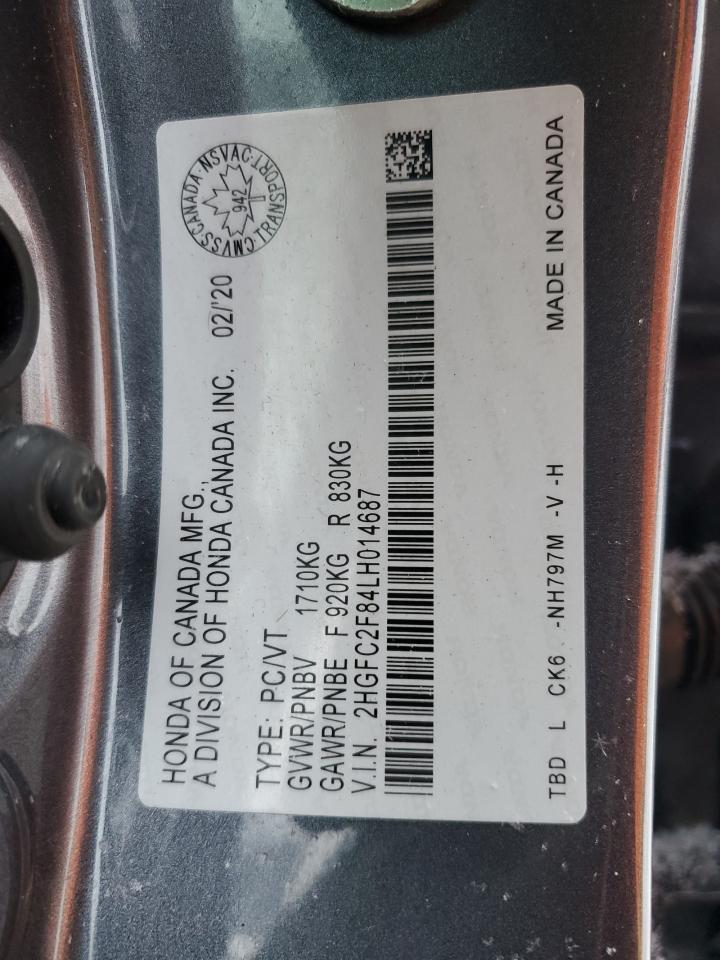 HONDA OF CANADA MFG.,
A DIVISION OF HONDA CANADA INC. 02/'20
CANADA·NSVAC·TRANSPORT·CMVSS·
942
TYPE: PC/VT
GVWR/PNBV 1710KG
GAWR/PNBE F 920KG R 830KG
V.I.N. 2HGFC2F84LH014687
TBD L CK6 -NH797M -V -H MADE IN CANADA